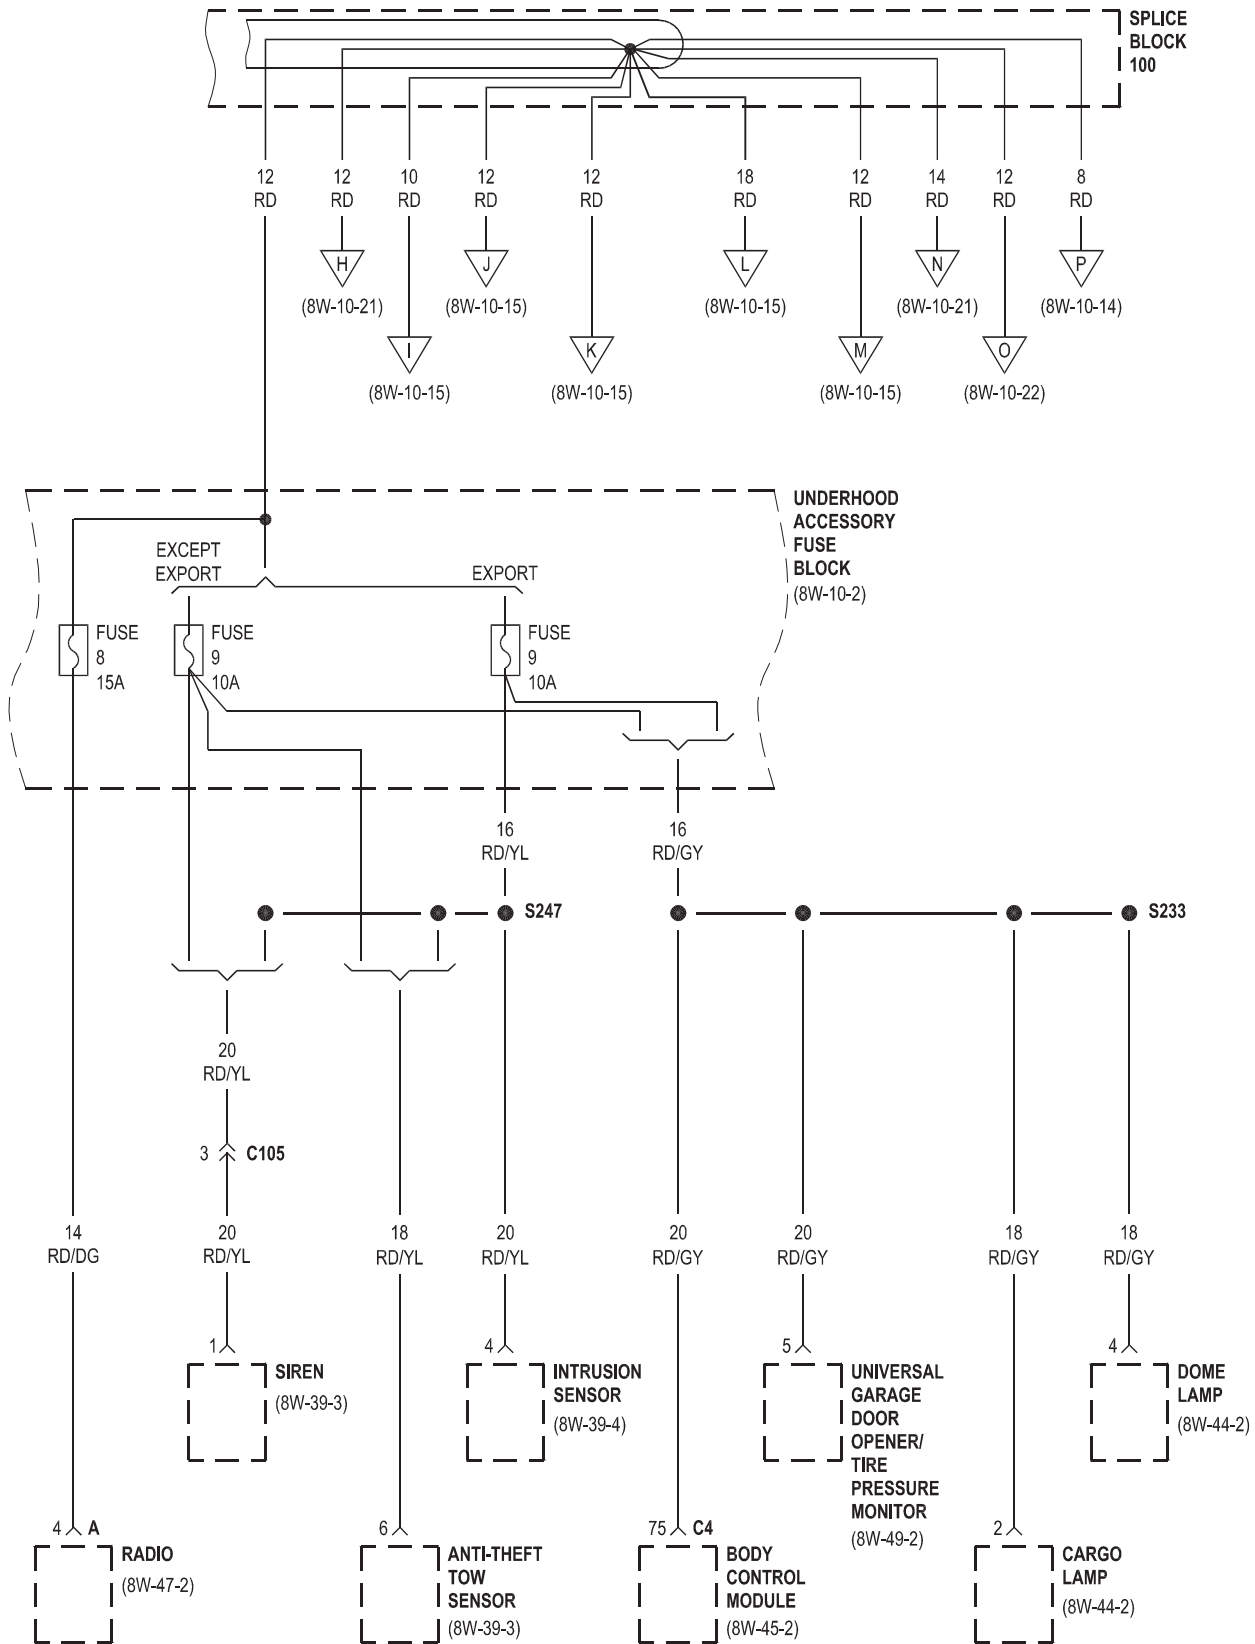 SPLICE
BLOCK
100
12 12 10 12 12 18 12 14 12 8
RD RD RD RD RD RD RD RD RD RD
H J L N P
(8W-10-21) (8W-10-15) (8W-10-15) (8W-10-21) (8W-10-14)
I K M O
(8W-10-15) (8W-10-15) (8W-10-15) (8W-10-22)
UNDERHOOD
ACCESSORY
FUSE
BLOCK
(8W-10-2)
EXCEPT
EXPORT
EXPORT
FUSE
8
15A
FUSE
9
10A
FUSE
9
10A
16
RD/YL
16
RD/GY
S247
S233
20
RD/YL
3 C105
14
RD/DG
20
RD/YL
18
RD/YL
20
RD/YL
20
RD/GY
20
RD/GY
18
RD/GY
18
RD/GY
1
SIREN
(8W-39-3)
4
INTRUSION
SENSOR
(8W-39-4)
5
UNIVERSAL
GARAGE
DOOR
OPENER/
TIRE
PRESSURE
MONITOR
(8W-49-2)
4
DOME
LAMP
(8W-44-2)
4 A
RADIO
(8W-47-2)
6
ANTI-THEFT
TOW
SENSOR
(8W-39-3)
75 C4
BODY
CONTROL
MODULE
(8W-45-2)
2
CARGO
LAMP
(8W-44-2)